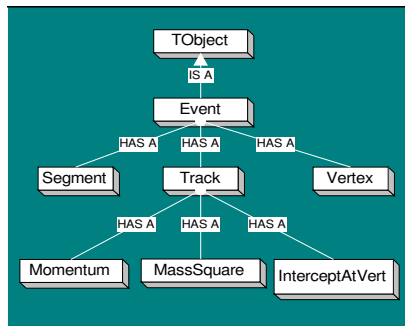 TObject
IS A
Event
HAS A HAS A HAS A
Segment Track Vertex
HAS A HAS A HAS A
Momentum MassSquare InterceptAtVert